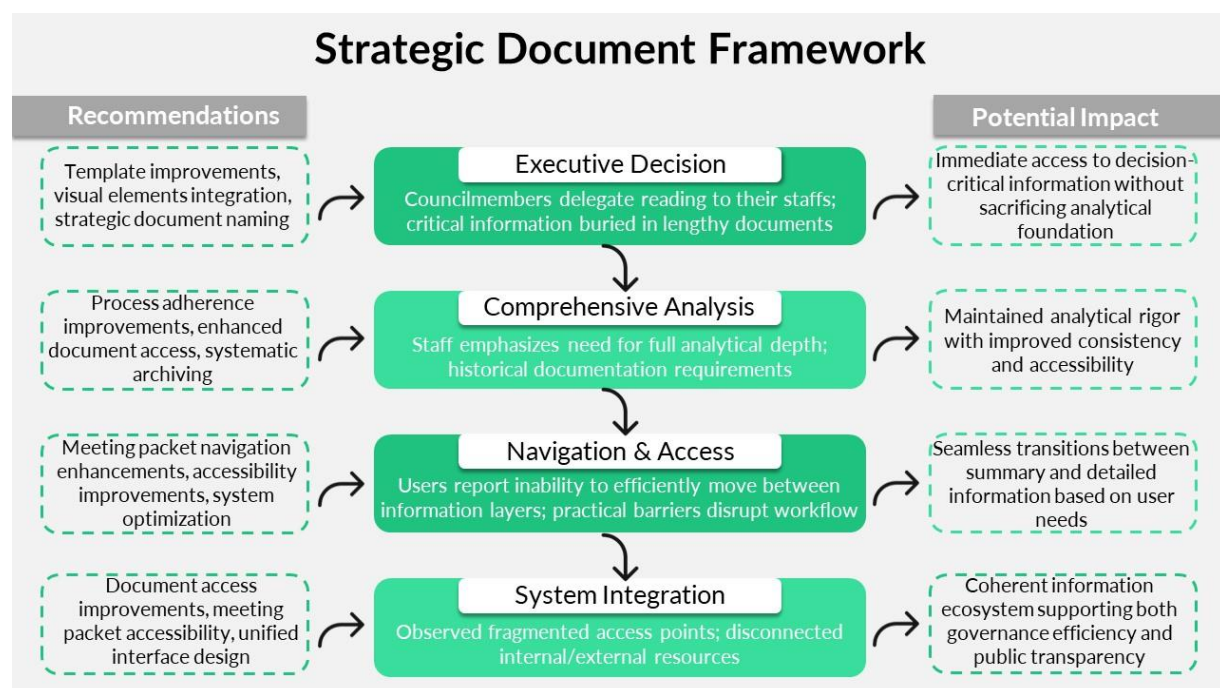 Strategic Document Framework
Recommendations
Potential Impact
Template improvements,
visual elements integration,
strategic document naming
Executive Decision
Councilmembers delegate reading to their staffs;
critical information buried in lengthy documents
Immediate access to decision-
critical information without
sacrificing analytical
foundation
Process adherence
improvements, enhanced
document access, systematic
archiving
Comprehensive Analysis
Staff emphasizes need for full analytical depth;
historical documentation requirements
Maintained analytical rigor
with improved consistency
and accessibility
Meeting packet navigation
enhancements, accessibility
improvements, system
optimization
Navigation & Access
Users report inability to efficiently move between
information layers; practical barriers disrupt workflow
Seamless transitions between
summary and detailed
information based on user
needs
Document access
improvements, meeting
packet accessibility, unified
interface design
System Integration
Observed fragmented access points; disconnected
internal/external resources
Coherent information
ecosystem supporting both
governance efficiency and
public transparency